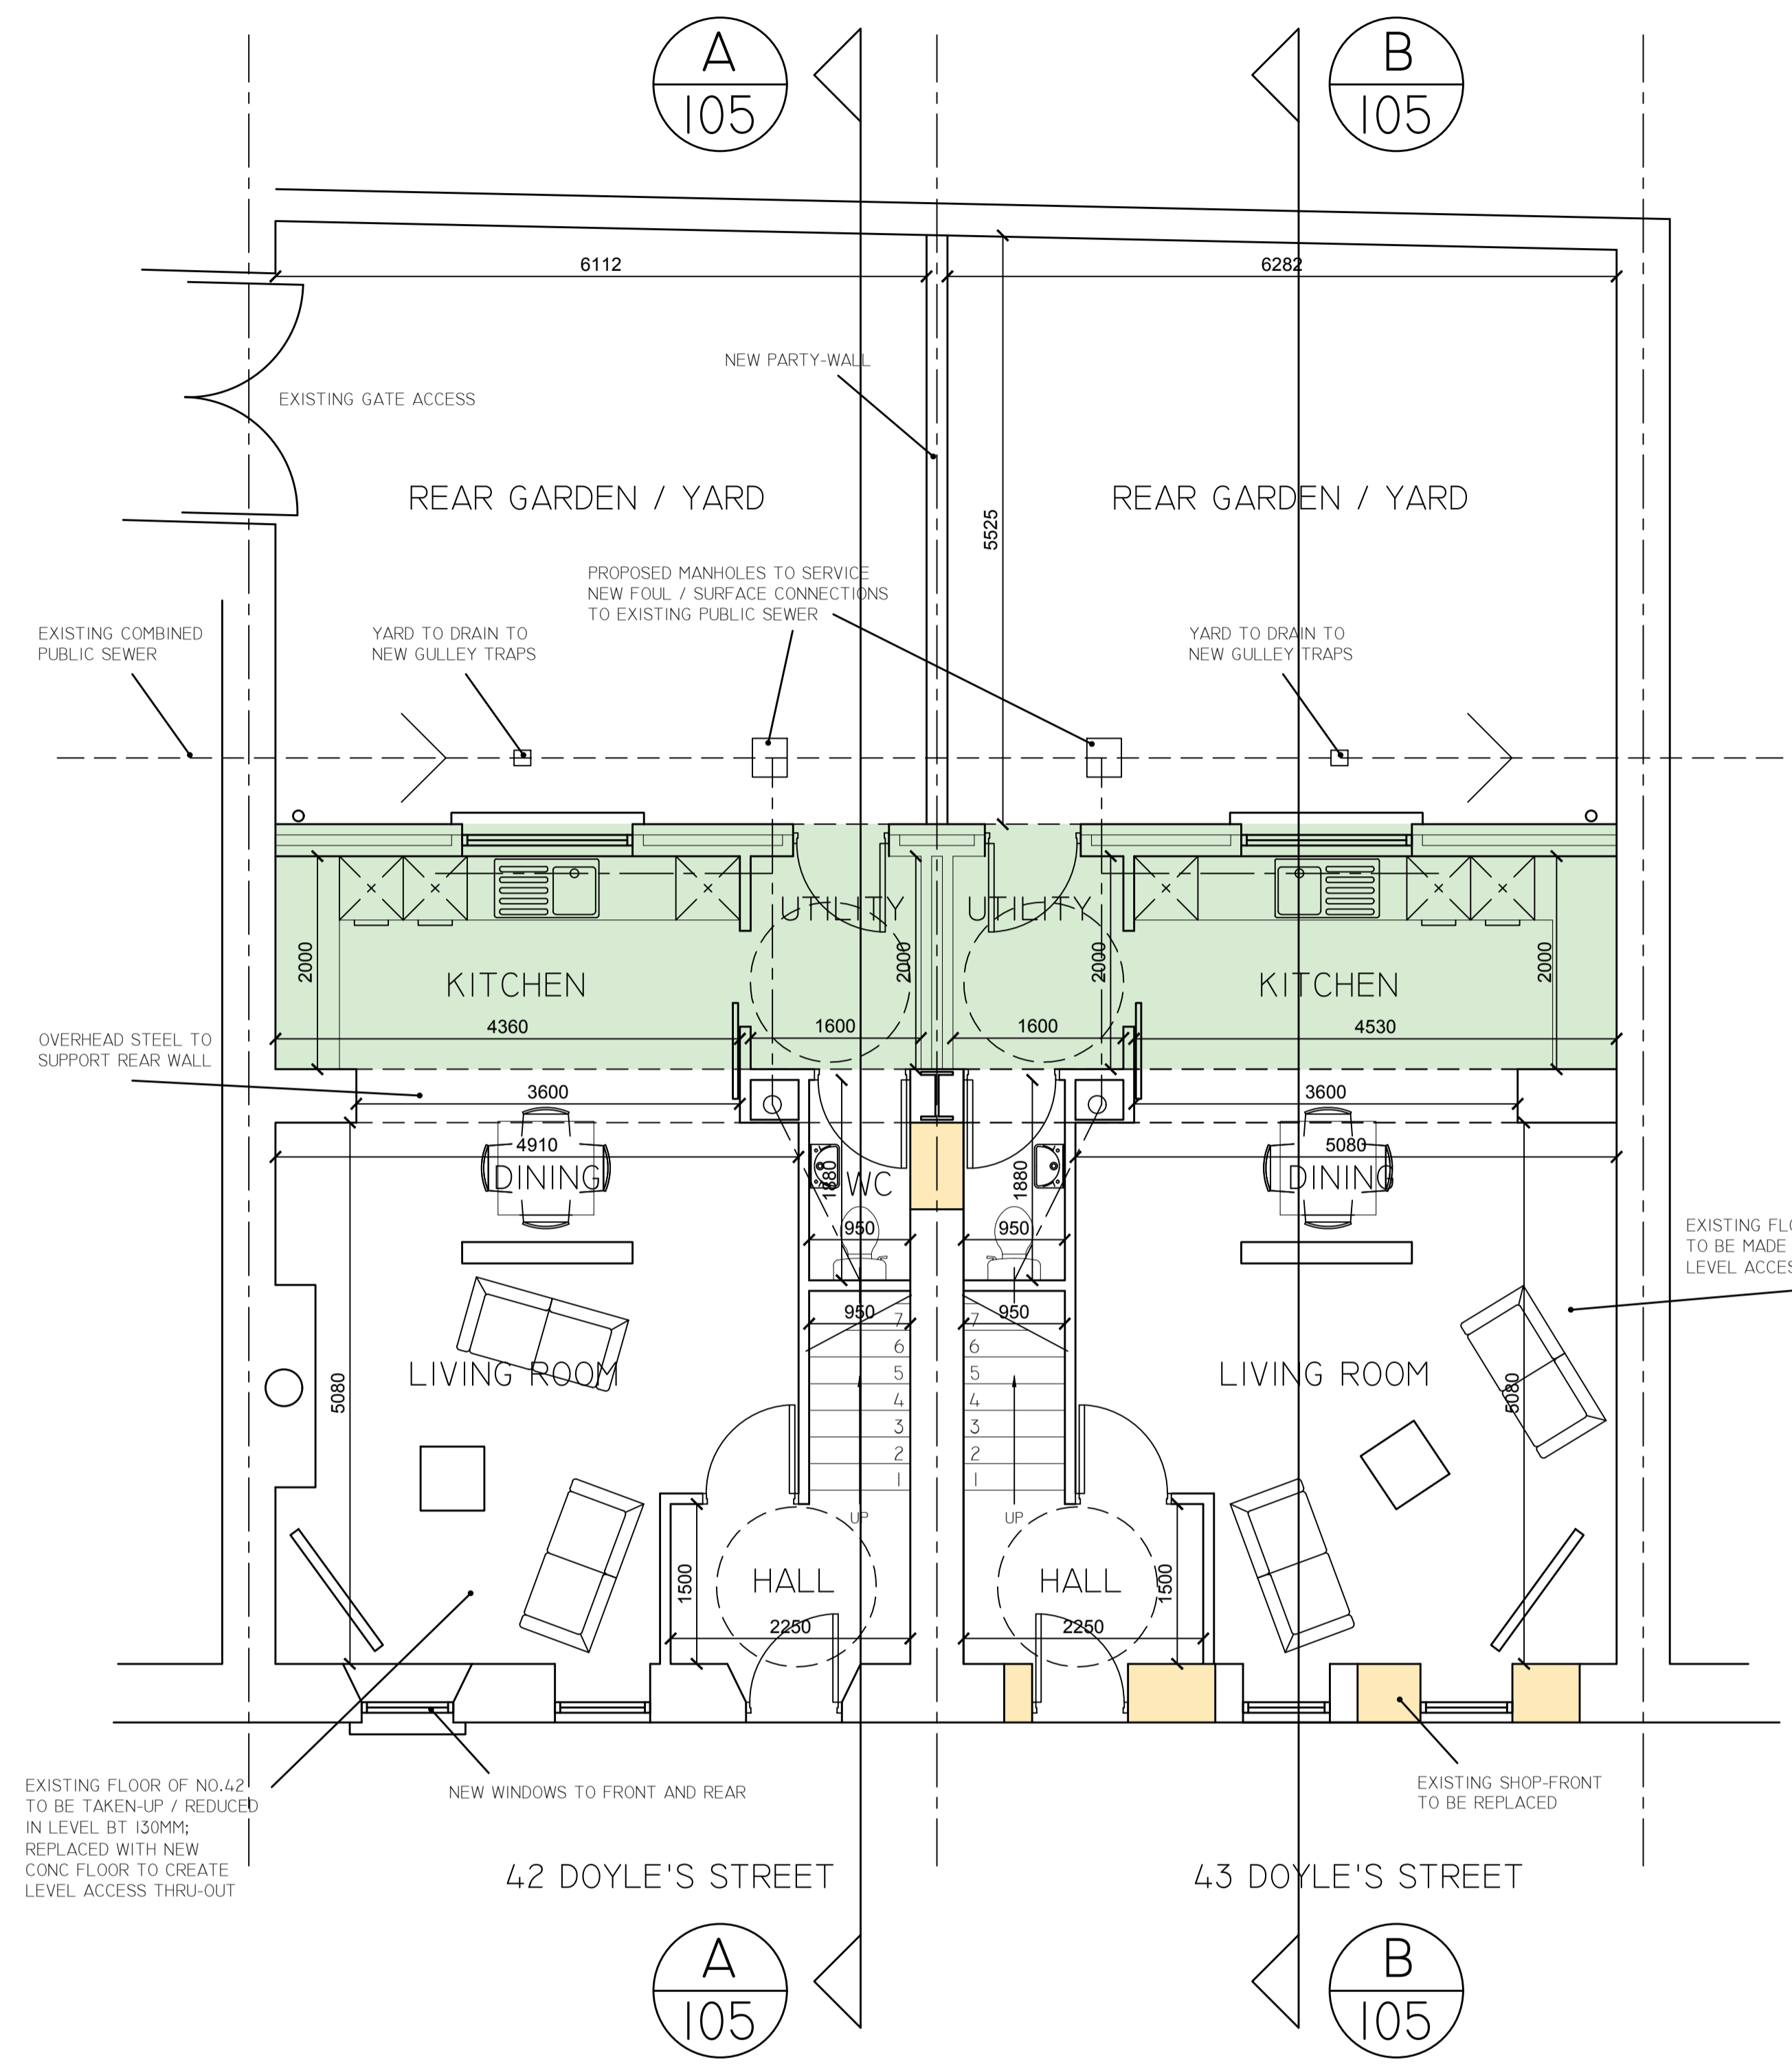 A
105
B
105
6112
6282
NEW PARTY-WALL
EXISTING GATE ACCESS
REAR GARDEN / YARD
REAR GARDEN / YARD
5525
PROPOSED MANHOLES TO SERVICE
NEW FOUL / SURFACE CONNECTIONS
TO EXISTING PUBLIC SEWER
EXISTING COMBINED
PUBLIC SEWER
YARD TO DRAIN TO
NEW GULLEY TRAPS
YARD TO DRAIN TO
NEW GULLEY TRAPS
UTILITY
UTILITY
2000
2000
2000
2000
KITCHEN
KITCHEN
4360
1600
1600
4530
OVERHEAD STEEL TO
SUPPORT REAR WALL
3600
3600
4910
5080
DINING
DINING
1880
WC
1880
950
950
EXISTING FLO
TO BE MADE
LEVEL ACCES
950
950
7
7
6
6
5
5
4
4
3
3
2
2
1
1
LIVING ROOM
LIVING ROOM
5080
5080
UP
UP
HALL
HALL
1500
1500
2250
2250
EXISTING FLOOR OF NO.42
TO BE TAKEN-UP / REDUCED
IN LEVEL BT 130MM;
REPLACED WITH NEW
CONC FLOOR TO CREATE
LEVEL ACCESS THRU-OUT
NEW WINDOWS TO FRONT AND REAR
EXISTING SHOP-FRONT
TO BE REPLACED
42 DOYLE'S STREET
43 DOYLE'S STREET
A
105
B
105